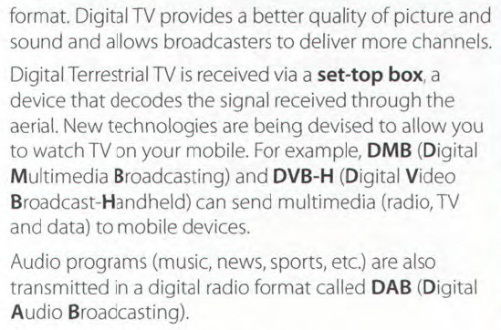 format. Digital TV provides a better quality of picture and
sound and allows broadcasters to deliver more channels.
Digital Terrestrial TV is received via a set-top box, a
device that decodes the signal received through the
aerial. New technologies are being devised to allow you
to watch TV on your mobile. For example, DMB (Digital
Multimedia Broadcasting) and DVB-H (Digital Video
Broadcast-Handheld) can send multimedia (radio, TV
and data) to mobile devices.
Audio programs (music, news, sports, etc.) are also
transmitted in a digital radio format called DAB (Digital
Audio Broadcasting).